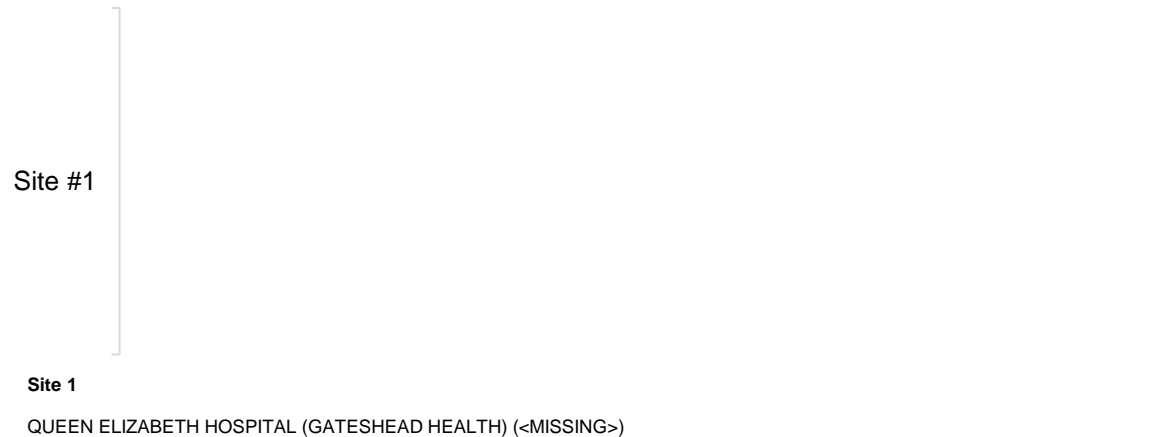 Site #1
Site 1
QUEEN ELIZABETH HOSPITAL (GATESHEAD HEALTH) (<MISSING>)